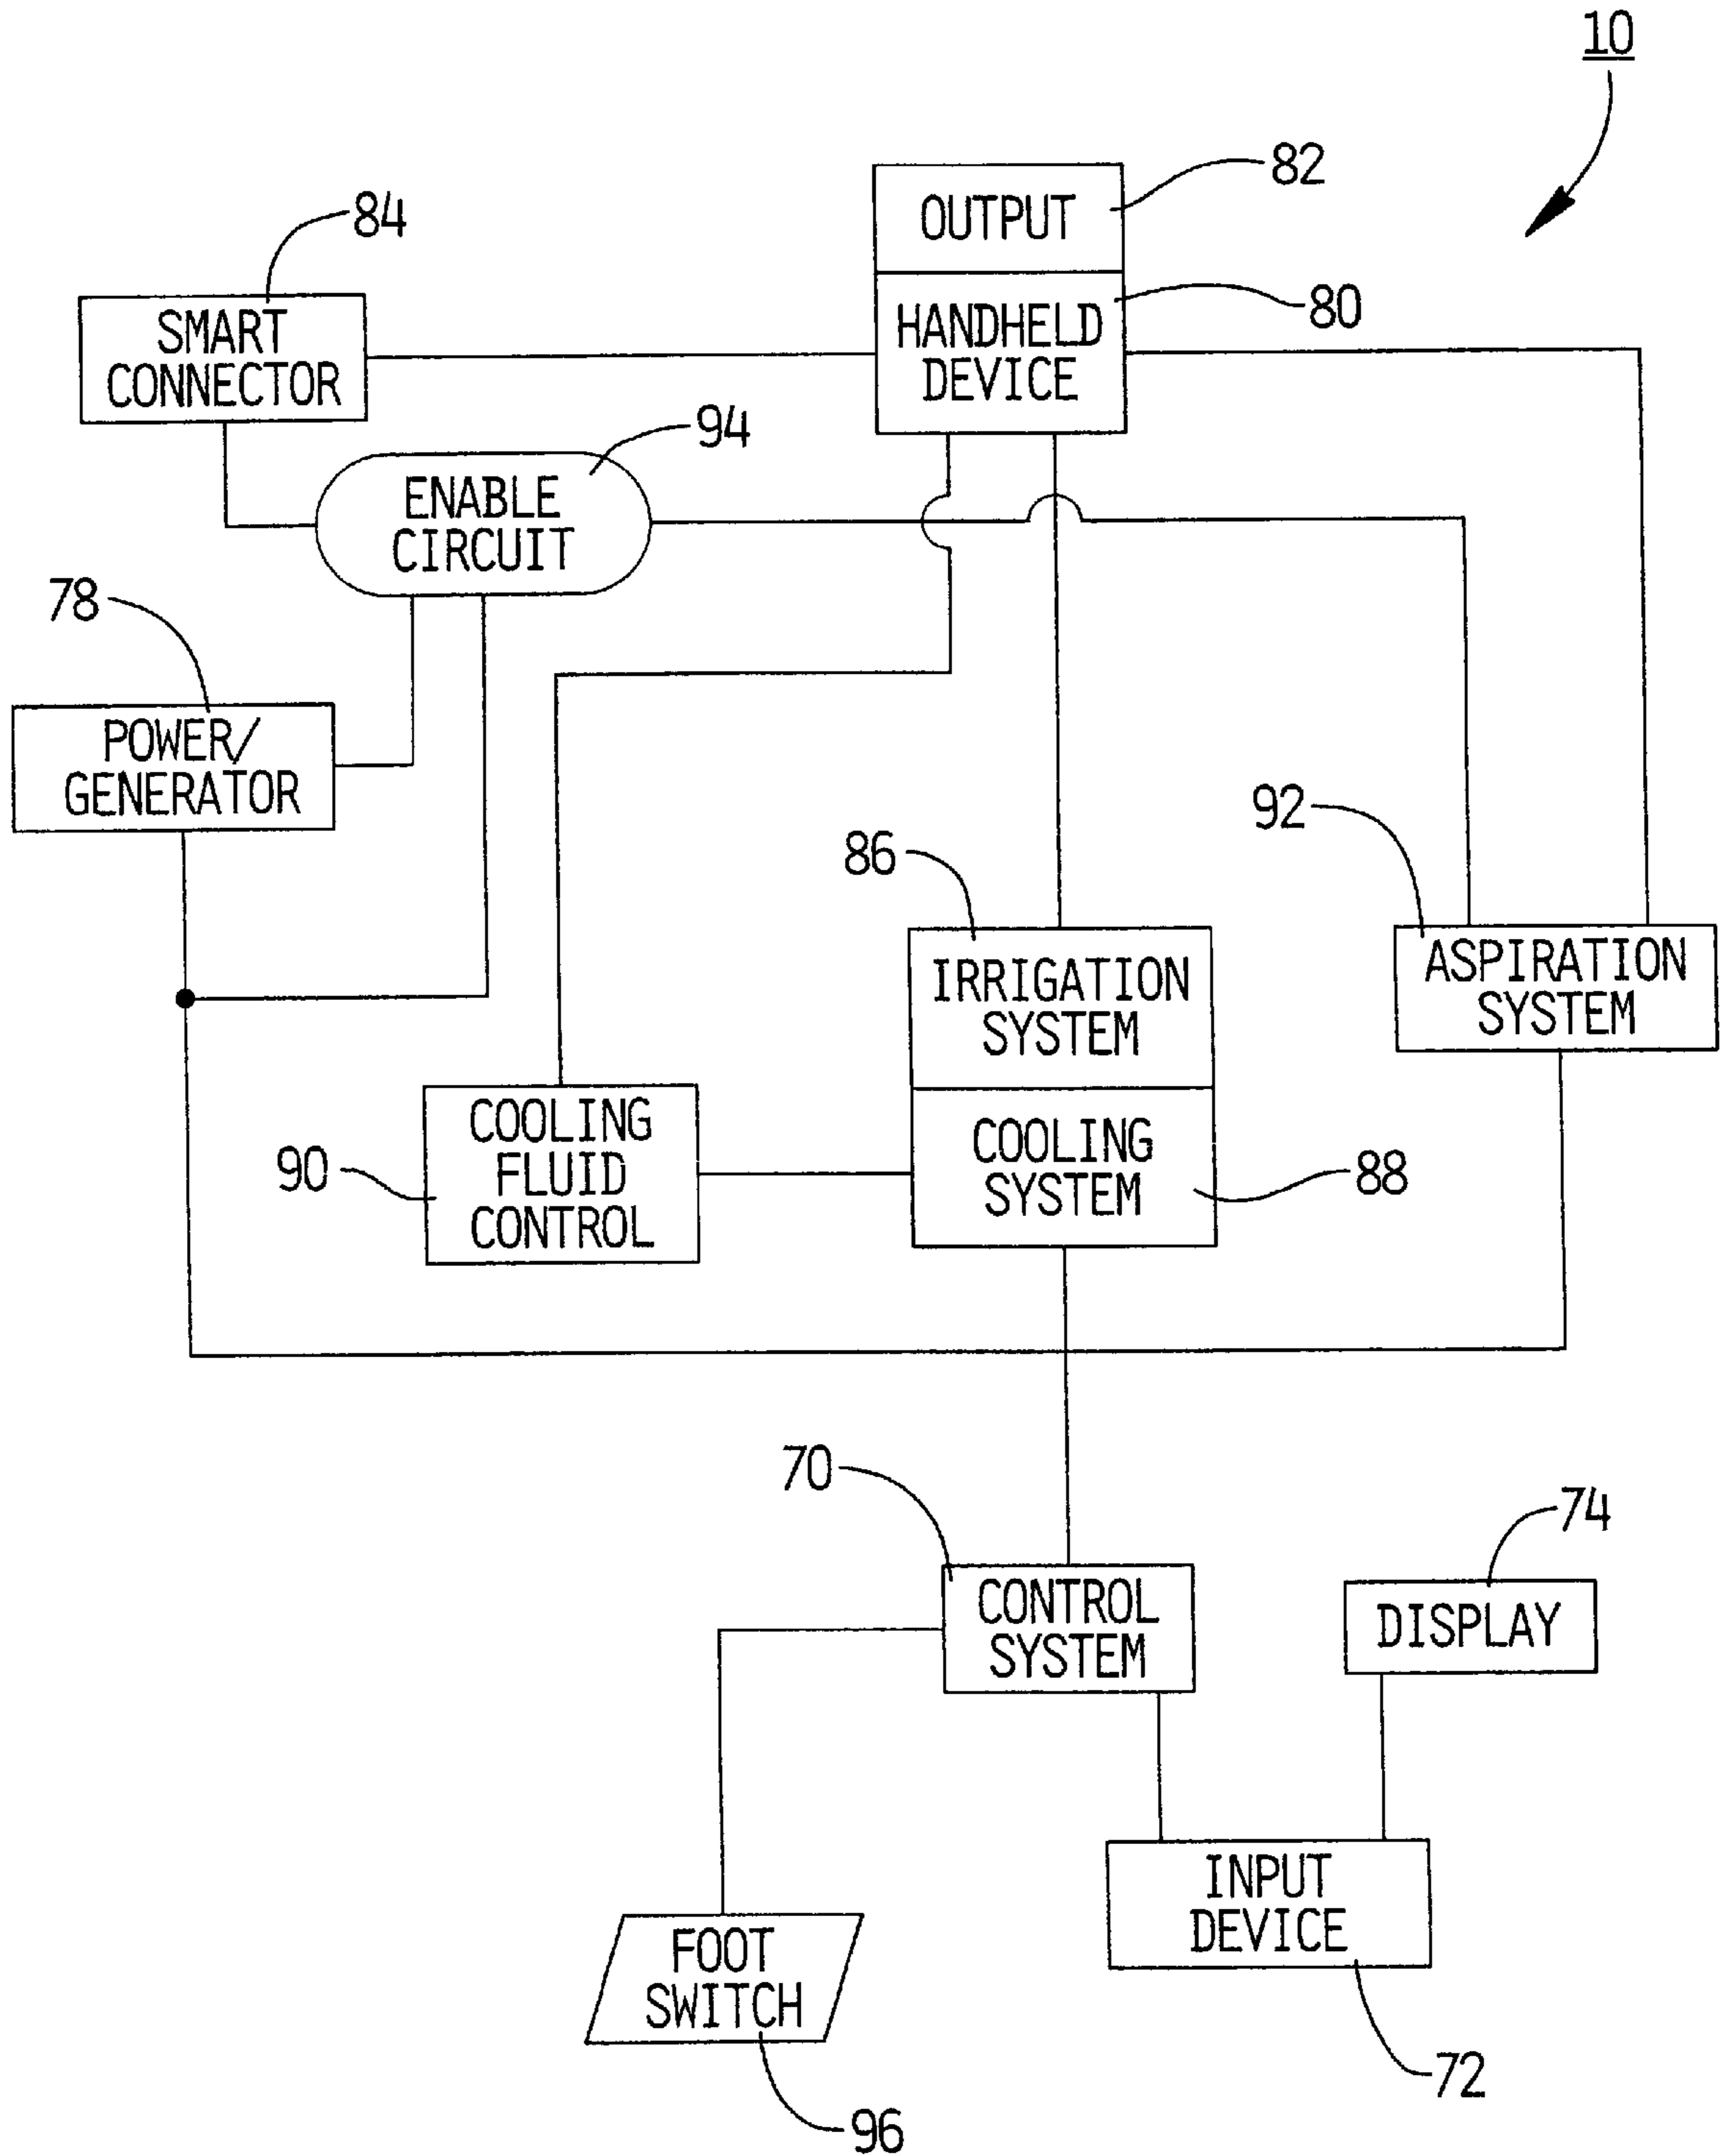 10
82
OUTPUT
84
80
SMART
CONNECTOR
HANDHELD
DEVICE
94
ENABLE
CIRCUIT
78
POWER/
GENERATOR
92
86
IRRIGATION
SYSTEM
ASPIRATION
SYSTEM
90
COOLING
FLUID
CONTROL
COOLING
SYSTEM
88
70
74
CONTROL
SYSTEM
DISPLAY
INPUT
DEVICE
FOOT
SWITCH
72
96